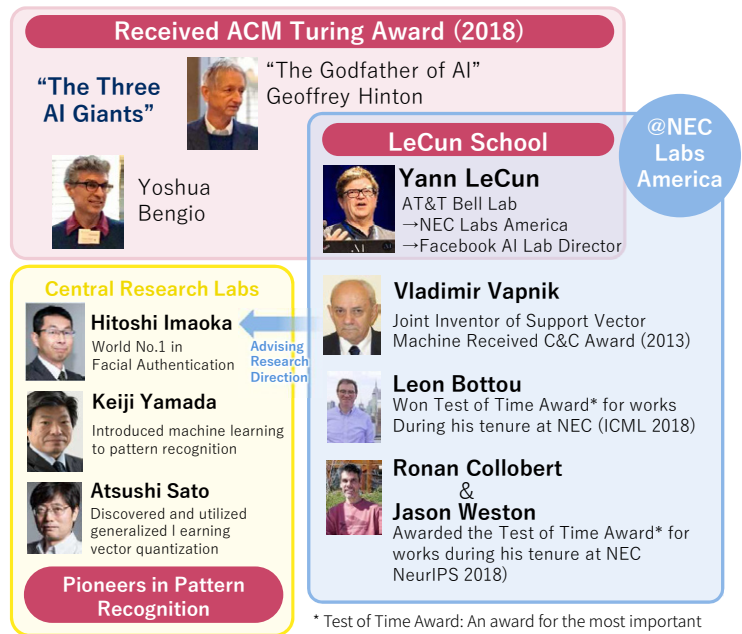 Received ACM Turing Award (2018)
“The Three
AI Giants”
“The Godfather of AI”
Geoffrey Hinton
Yoshua
Bengio
@NEC
Labs
America
LeCun School
Yann LeCun
AT&T Bell Lab
→NEC Labs America
→Facebook AI Lab Director
Vladimir Vapnik
Joint Inventor of Support Vector
Machine Received C&C Award (2013)
Leon Bottou
Won Test of Time Award* for works
During his tenure at NEC (ICML 2018)
Ronan Collobert
&
Jason Weston
Awarded the Test of Time Award* for
works during his tenure at NEC
NeurIPS 2018)
Central Research Labs
Hitoshi Imaoka
World No.1 in
Facial Authentication
Advising
Research
Direction
Keiji Yamada
Introduced machine learning
to pattern recognition
Atsushi Sato
Discovered and utilized
generalized l earning
vector quantization
Pioneers in Pattern
Recognition
* Test of Time Award: An award for the most important